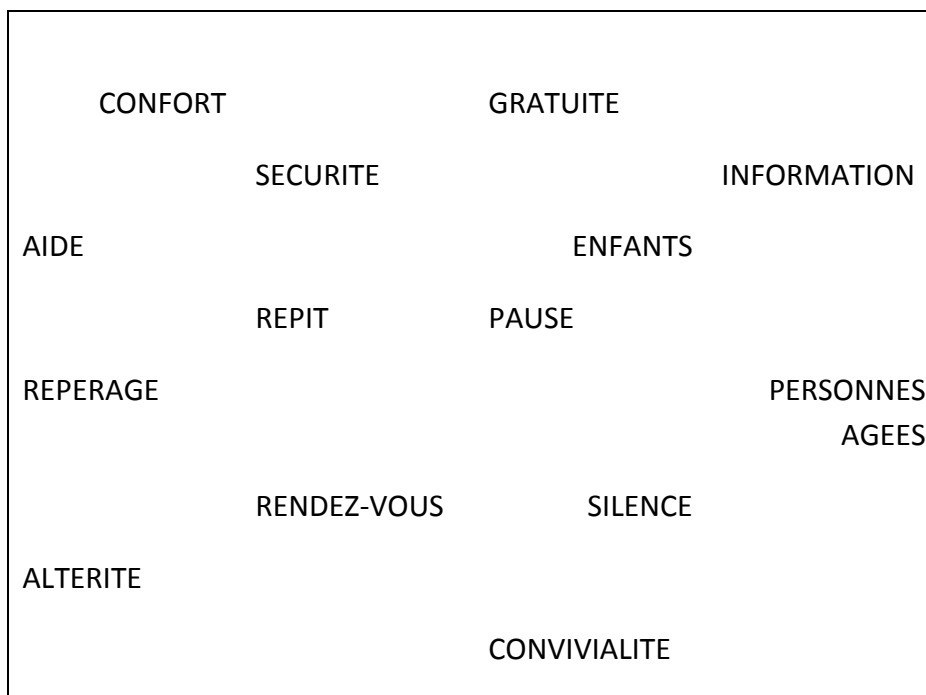 CONFORT GRATUITE
SECURITE INFORMATION
AIDE ENFANTS
REPIT PAUSE
REPERAGE PERSONNES
AGEES
RENDEZ-VOUS SILENCE
ALTERITE
CONVIVIALITE